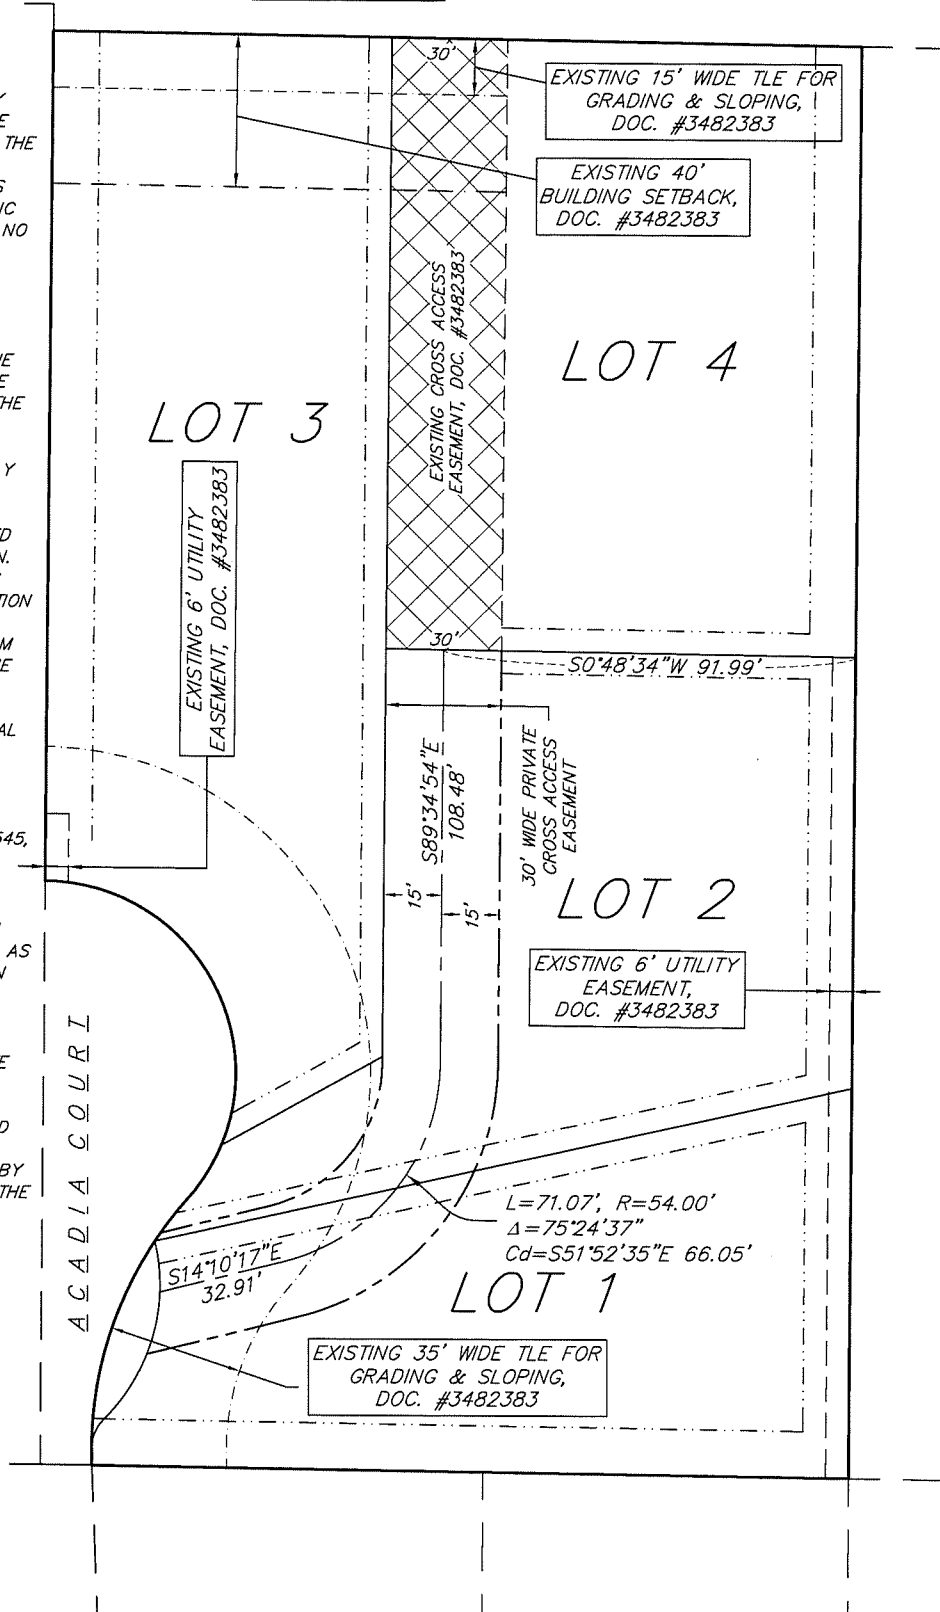 30'
EXISTING 15' WIDE TLE FOR
GRADING & SLOPING,
DOC. #3482383
EXISTING 40'
BUILDING SETBACK,
DOC. #3482383
THE
NO
EXISTING CROSS ACCESS
EASEMENT, DOC. #3482383
LOT 4
LOT 3
THE
Y
EXISTING 6' UTILITY
EASEMENT, DOC. #3482383
30'
S0°48'34"W 91.99'
S89°34'54"E
108.48'
30' WIDE PRIVATE
CROSS ACCESS
EASEMENT
15'
15'
545,
LOT 2
AS
EXISTING 6' UTILITY
EASEMENT,
DOC. #3482383
ACADIA COURT
BY
THE
L=71.07', R=54.00'
Δ=75°24'37"
Cd=S51°52'35"E 66.05'
S14°10'17"E
32.91'
LOT 1
EXISTING 35' WIDE TLE FOR
GRADING & SLOPING,
DOC. #3482383